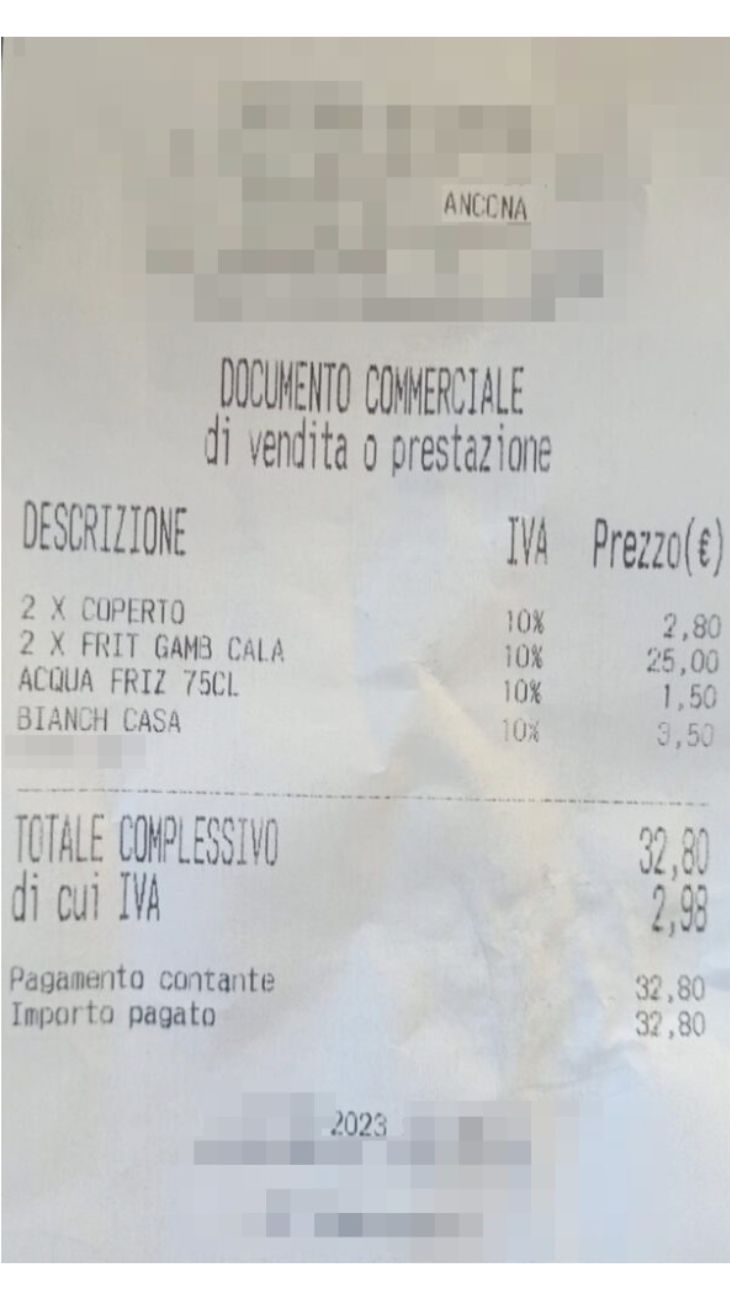 ANCONA
DOCUMENTO COMMERCIALE
di vendita o prestazione
DESCRIZIONE IVA Prezzo(€)
2 X COPERTO 10% 2,80
2 X FRIT GAMB CALA 10% 25,00
ACQUA FRIZ 75CL 10% 1,50
BIANCH CASA 10% 3,50
TOTALE COMPLESSIVO 32,80
di cui IVA 2,98
Pagamento contante 32,80
Importo pagato 32,80
2023